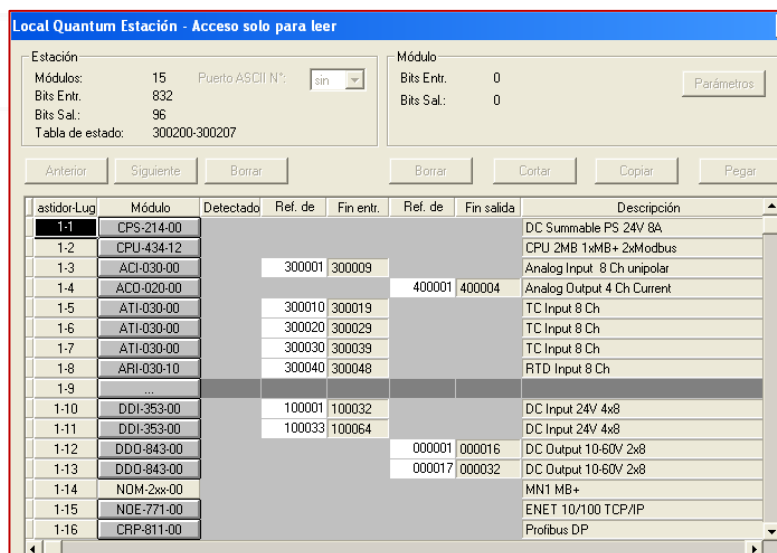 Local Quantum Estación - Acceso solo para leer
Estación
Módulos: 15 Puerto ASCII N°: sin
Bits Entr. 832
Bits Sal.: 96
Tabla de estado: 300200-300207
Módulo
Bits Entr. 0
Bits Sal.: 0
Parámetros
Anterior Siguiente Borrar Borrar Cortar Copiar Pegar
astidor-Lug Módulo Detectado Ref. de Fin entr. Ref. de Fin salida Descripción
1-1 CPS-214-00 DC Summable PS 24V 8A
1-2 CPU-434-12 CPU 2MB 1xMB+ 2xModbus
1-3 ACI-030-00 300001 300009 Analog Input 8 Ch unipolar
1-4 ACO-020-00 400001 400004 Analog Output 4 Ch Current
1-5 ATI-030-00 300010 300019 TC Input 8 Ch
1-6 ATI-030-00 300020 300029 TC Input 8 Ch
1-7 ATI-030-00 300030 300039 TC Input 8 Ch
1-8 ARI-030-10 300040 300048 RTD Input 8 Ch
1-9 ...
1-10 DDI-353-00 100001 100032 DC Input 24V 4x8
1-11 DDI-353-00 100033 100064 DC Input 24V 4x8
1-12 DDO-843-00 000001 000016 DC Output 10-60V 2x8
1-13 DDO-843-00 000017 000032 DC Output 10-60V 2x8
1-14 NOM-2xx-00 MN1 MB+
1-15 NOE-771-00 ENET 10/100 TCP/IP
1-16 CRP-811-00 Profibus DP